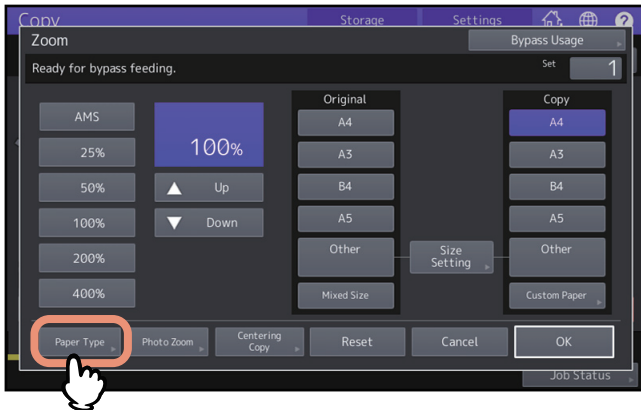 Copy
Storage
Settings
?
Zoom
Bypass Usage
Ready for bypass feeding.
Set
1
Original
Copy
AMS
25%
50%
100%
200%
400%
100%
Up
Down
A4
A3
B4
A5
Other
Mixed Size
Size
Setting
A4
A3
B4
A5
Other
Custom Paper
Paper Type
Photo Zoom
Centering
Copy
Reset
Cancel
OK
Job Status